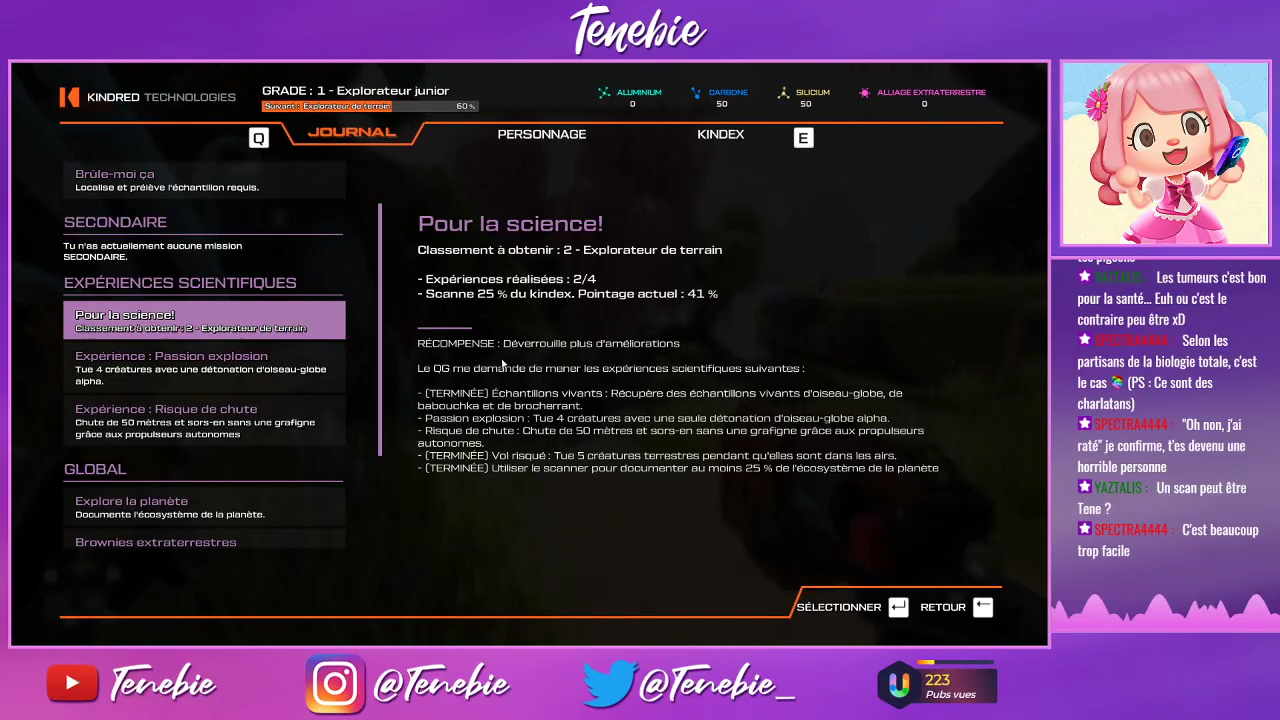 Tenebie
KINDRED TECHNOLOGIES
GRADE : 1 - Explorateur junior
Suivant : Explorateur de terrain
60 %
ALUMINIUM
0
CARBONE
50
SILICIUM
50
ALLIAGE EXTRATERRESTRE
0
Q
JOURNAL
PERSONNAGE
KINDEX
E
Brûle-moi ça
Localise et prélève l'échantillon requis.
SECONDAIRE
Tu n'as actuellement aucune mission
SECONDAIRE.
EXPÉRIENCES SCIENTIFIQUES
Pour la science!
Classement à obtenir : 2 - Explorateur de terrain
Expérience : Passion explosion
Tue 4 créatures avec une détonation d'oiseau-globe
alpha.
Expérience : Risque de chute
Chute de 50 mètres et sors-en sans une grafigne
grâce aux propulseurs autonomes
GLOBAL
Explore la planète
Documente l'écosystème de la planète.
Brownies extraterrestres
Pour la science!
Classement à obtenir : 2 - Explorateur de terrain
- Expériences réalisées : 2/4
- Scanne 25 % du kindex. Pointage actuel : 41 %
RÉCOMPENSE : Déverrouille plus d'améliorations
Le QG me demande de mener les expériences scientifiques suivantes :
- (TERMINÉE) Échantillons vivants : Récupère des échantillons vivants d'oiseau-globe, de
babouchka et de brocherrant.
- Passion explosion : Tue 4 créatures avec une seule détonation d'oiseau-globe alpha.
- Risque de chute : Chute de 50 mètres et sors-en sans une grafigne grâce aux propulseurs
autonomes.
- (TERMINÉE) Vol risqué : Tue 5 créatures terrestres pendant qu'elles sont dans les airs.
- (TERMINÉE) Utiliser le scanner pour documenter au moins 25 % de l'écosystème de la planète
SÉLECTIONNER
RETOUR
les pigeons
YAZTALIS : Les tumeurs c'est bon
pour la santé... Euh ou c'est le
contraire peu être xD
SPECTRA4444 : Selon les
partisans de la biologie totale, c'est
le cas (PS : Ce sont des
charlatans)
SPECTRA4444 : "Oh non, j'ai
raté" je confirme, t'es devenu une
horrible personne
YAZTALIS : Un scan peut être
Tene ?
SPECTRA4444 : C'est beaucoup
trop facile
Tenebie
@Tenebie
@Tenebie_
223
Pubs vues